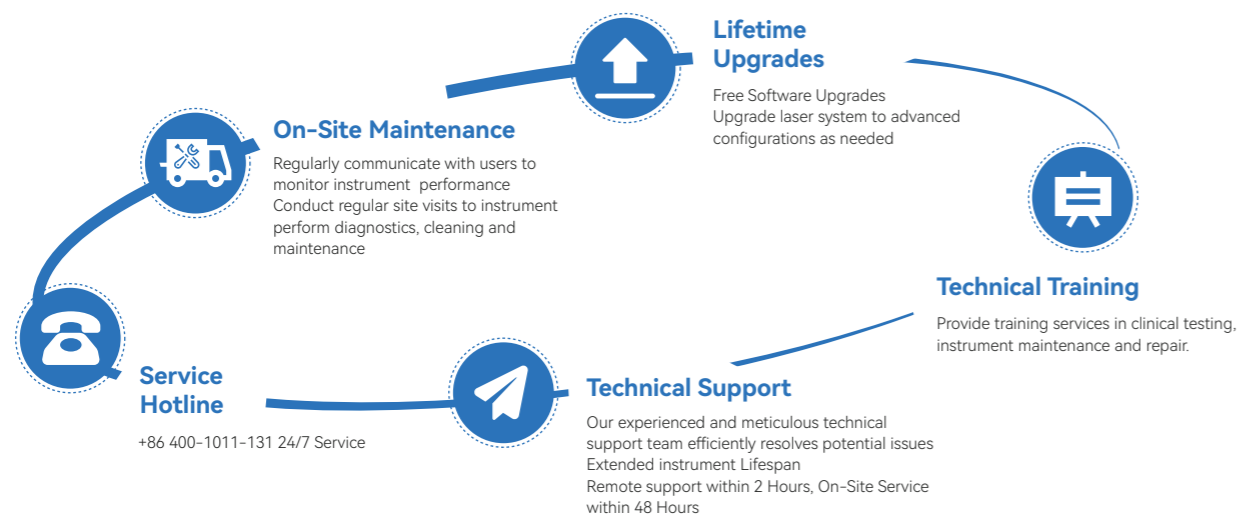 Lifetime
Upgrades
Free Software Upgrades
Upgrade laser system to advanced
configurations as needed
On-Site Maintenance
Regularly communicate with users to
monitor instrument  performance
Conduct regular site visits to instrument
perform diagnostics, cleaning and
maintenance
Technical Training
Provide training services in clinical testing,
instrument maintenance and repair.
Service
Hotline
+86 400-1011-131 24/7 Service
Technical Support
Our experienced and meticulous technical
support team efficiently resolves potential issues
Extended instrument Lifespan
Remote support within 2 Hours, On-Site Service
within 48 Hours